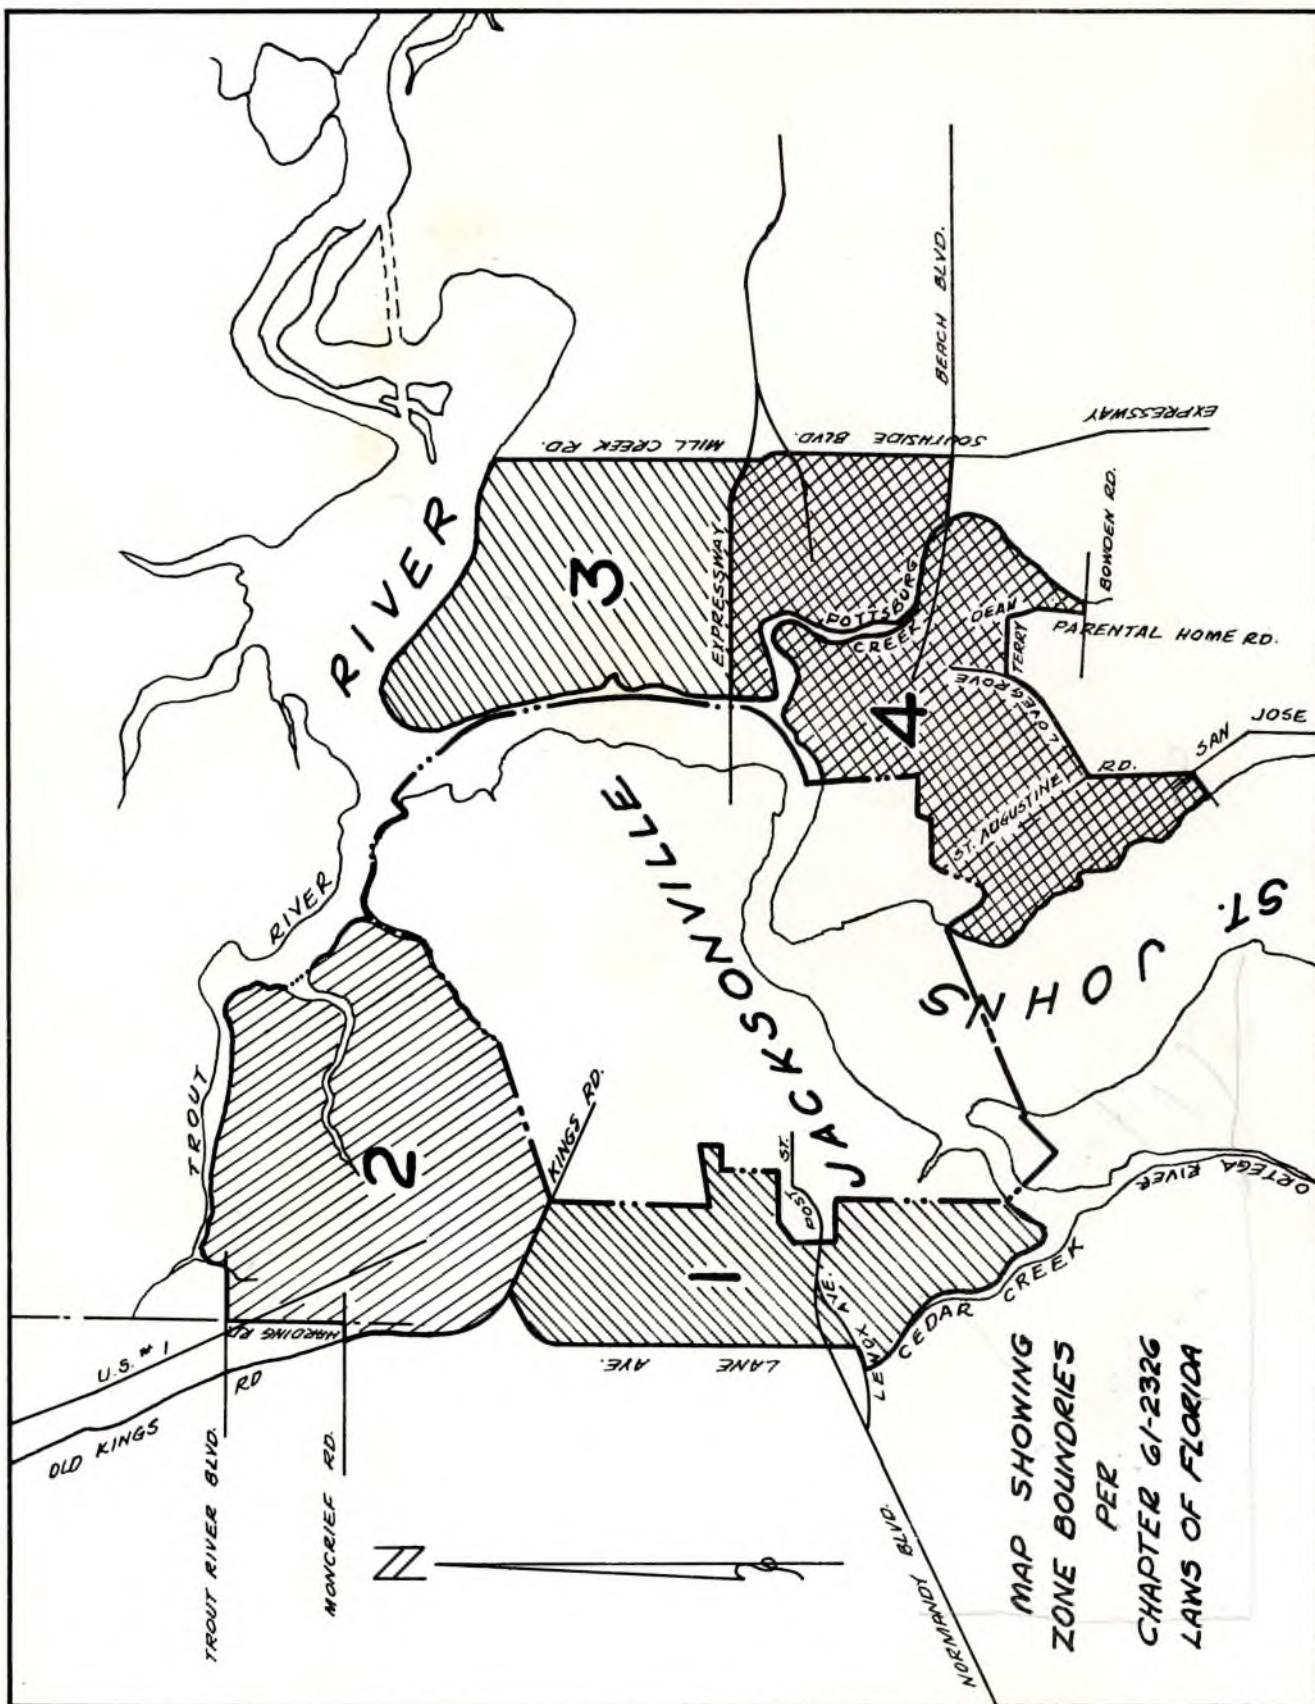 TROUT RIVER
RIVER
U.S. #1
OLD KINGS RD
HARDING RD
TROUT RIVER BLVD.
MONCRIEF RD.
2
KINGS RD.
3
MILL CREEK RD.
EXPRESSWAY
SOUTHSIDE BLVD.
BEACH BLVD.
EXPRESSWAY
JACKSONVILLE
1
POST ST.
LANE AVE.
LENOX AVE.
CEDAR CREEK
NORMANDY BLVD.
4
POTTSBURG
CREEK
DEAN
TERRY
LOVEGROVE
BOWDEN RD.
PARENTAL HOME RD.
ST. AUGUSTINE RD.
SAN JOSE
ST. JOHNS
ORTEGA RIVER
N
MAP SHOWING
ZONE BOUNDRIES
PER
CHAPTER 61-2326
LAWS OF FLORIDA